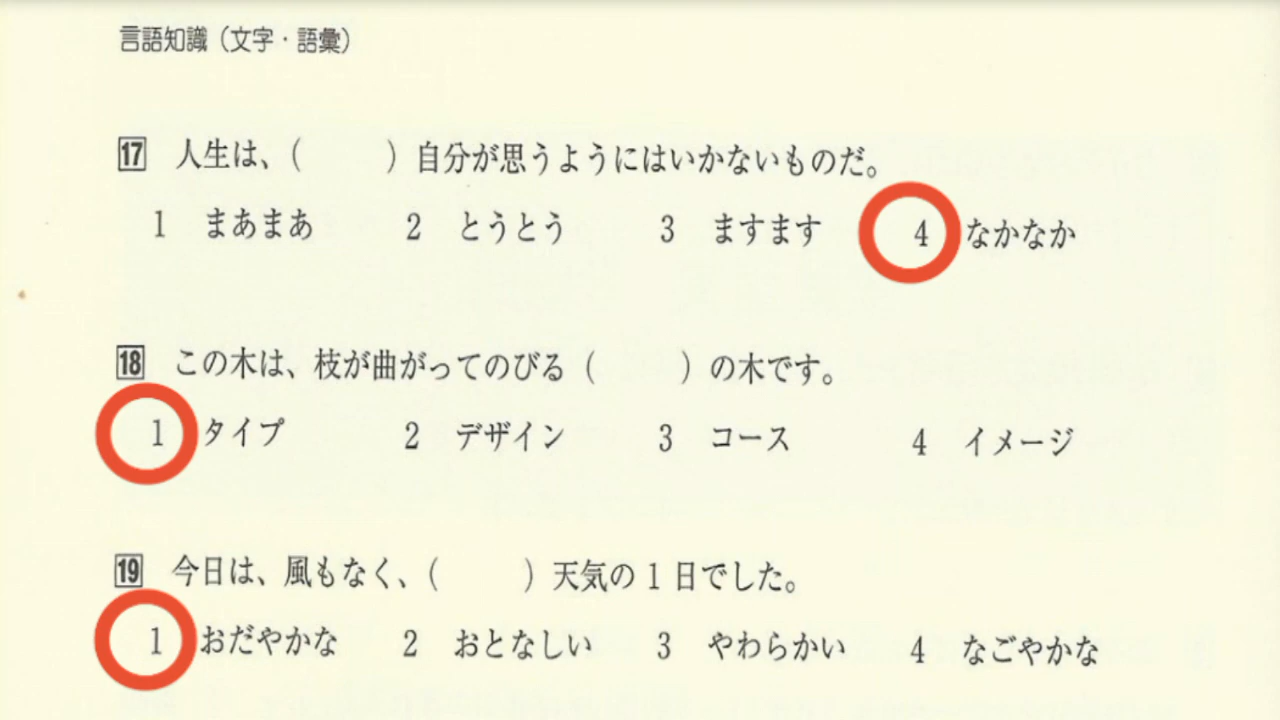 言語知識（文字・語彙）
17 人生は、（　　　）自分が思うようにはいかないものだ。
1 まあまあ 2 とうとう 3 ますます 4 なかなか
18 この木は、枝が曲がってのびる（　　　）の木です。
1 タイプ 2 デザイン 3 コース 4 イメージ
19 今日は、風もなく、（　　　）天気の1日でした。
1 おだやかな 2 おとなしい 3 やわらかい 4 なごやかな